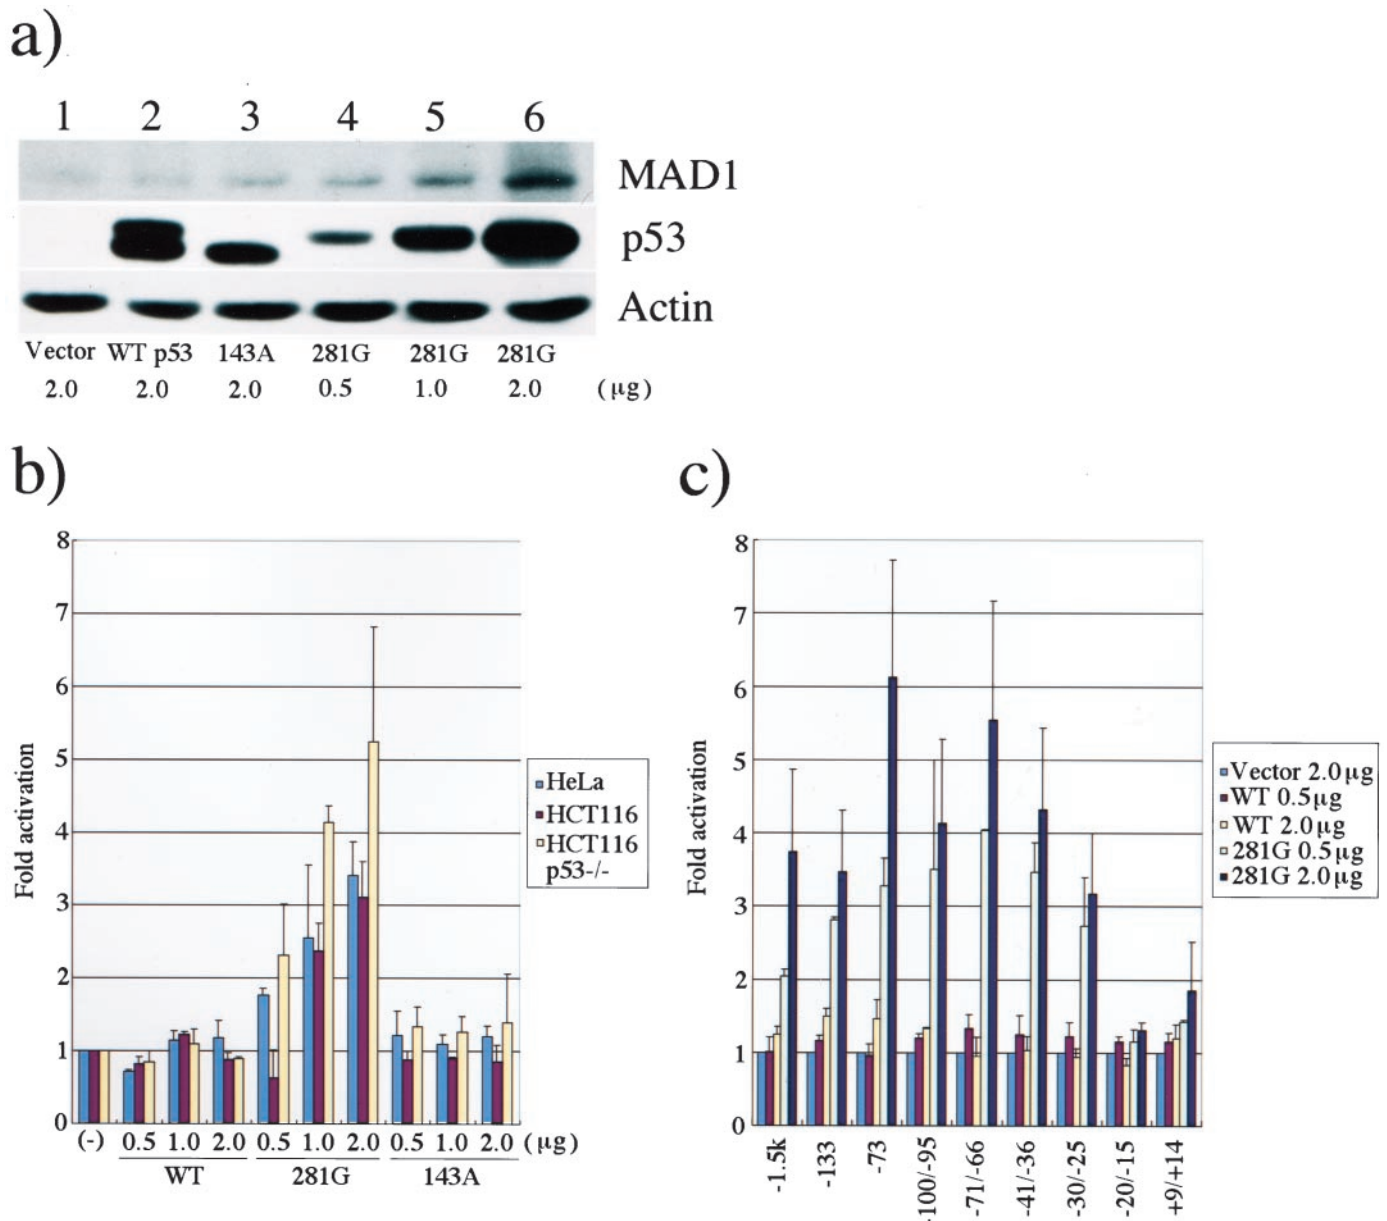 a)
1 2 3 4 5 6
MAD1
p53
Actin
Vector WT p53 143A 281G 281G 281G
2.0 2.0 2.0 0.5 1.0 2.0 (μg)
b)
8
7
6
5
4
3
2
1
0
Fold activation
(-) 0.5 1.0 2.0 0.5 1.0 2.0 0.5 1.0 2.0 (μg)
WT 281G 143A
HeLa
HCT116
HCT116
p53-/-
c)
8
7
6
5
4
3
2
1
0
Fold activation
-1.5k
-133
-73
-100/-95
-71/-66
-41/-36
-30/-25
-20/-15
+9/+14
Vector 2.0μg
WT 0.5μg
WT 2.0μg
281G 0.5μg
281G 2.0μg